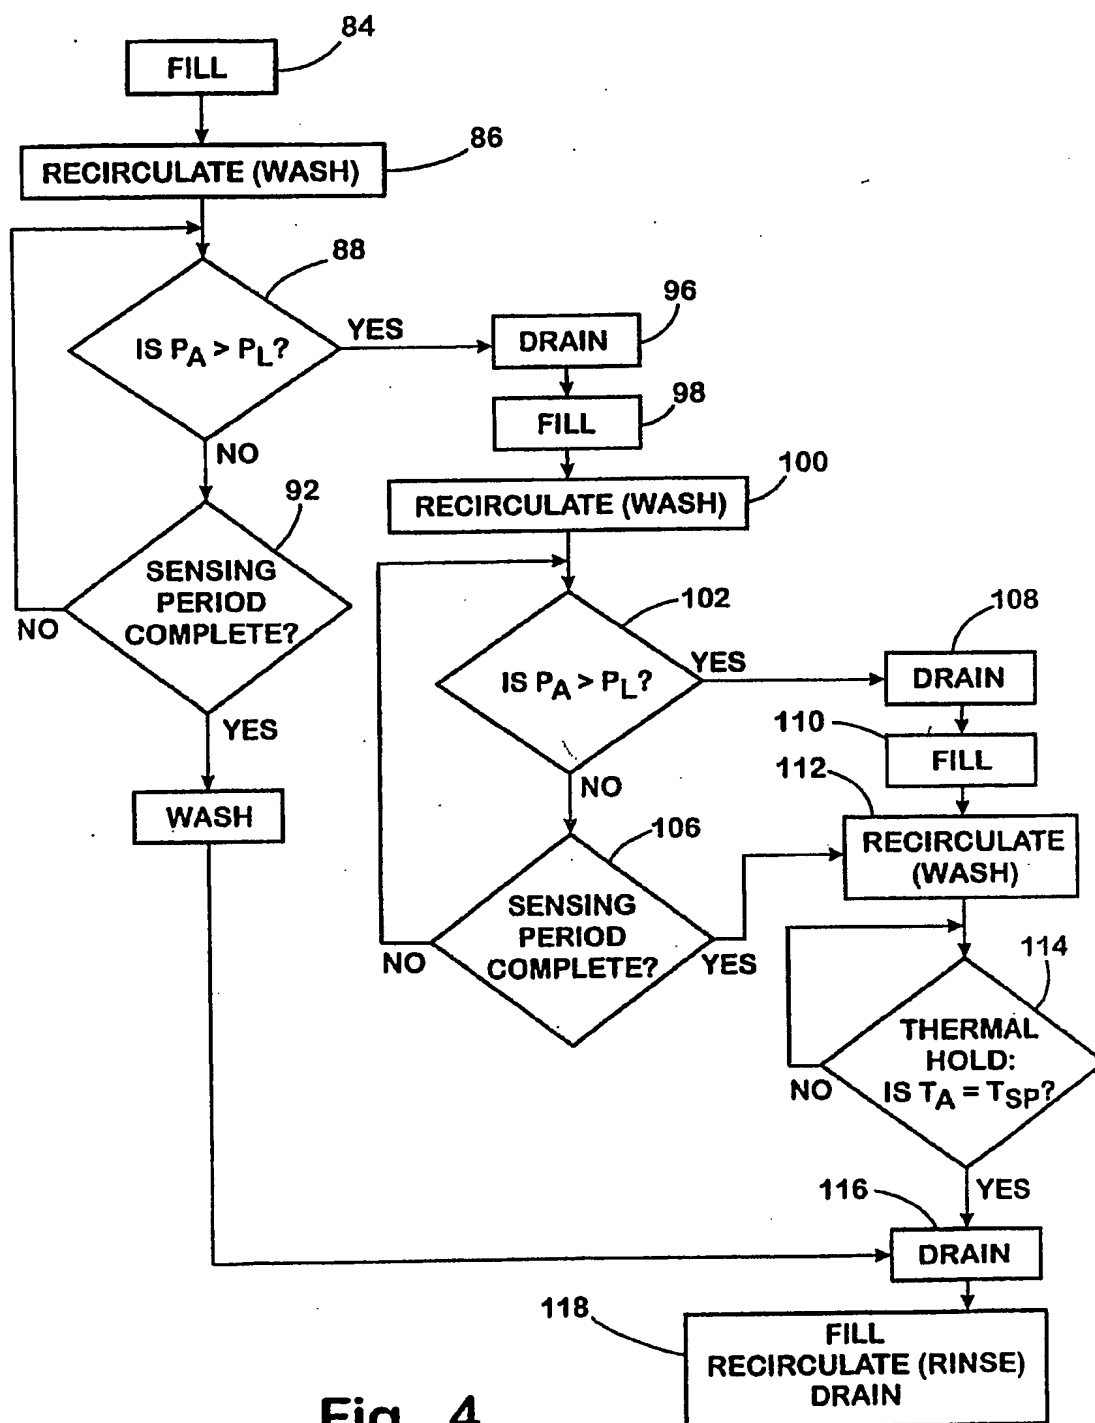 84
FILL
86
RECIRCULATE (WASH)
88
IS PA > PL?
YES
NO
92
SENSING
PERIOD
COMPLETE?
NO
YES
WASH
96
DRAIN
98
FILL
100
RECIRCULATE (WASH)
102
IS PA > PL?
YES
NO
106
SENSING
PERIOD
COMPLETE?
NO
YES
108
DRAIN
110
FILL
112
RECIRCULATE
(WASH)
114
THERMAL
HOLD:
IS TA = TSP?
NO
YES
116
DRAIN
118
FILL
RECIRCULATE (RINSE)
DRAIN
Fig. 4